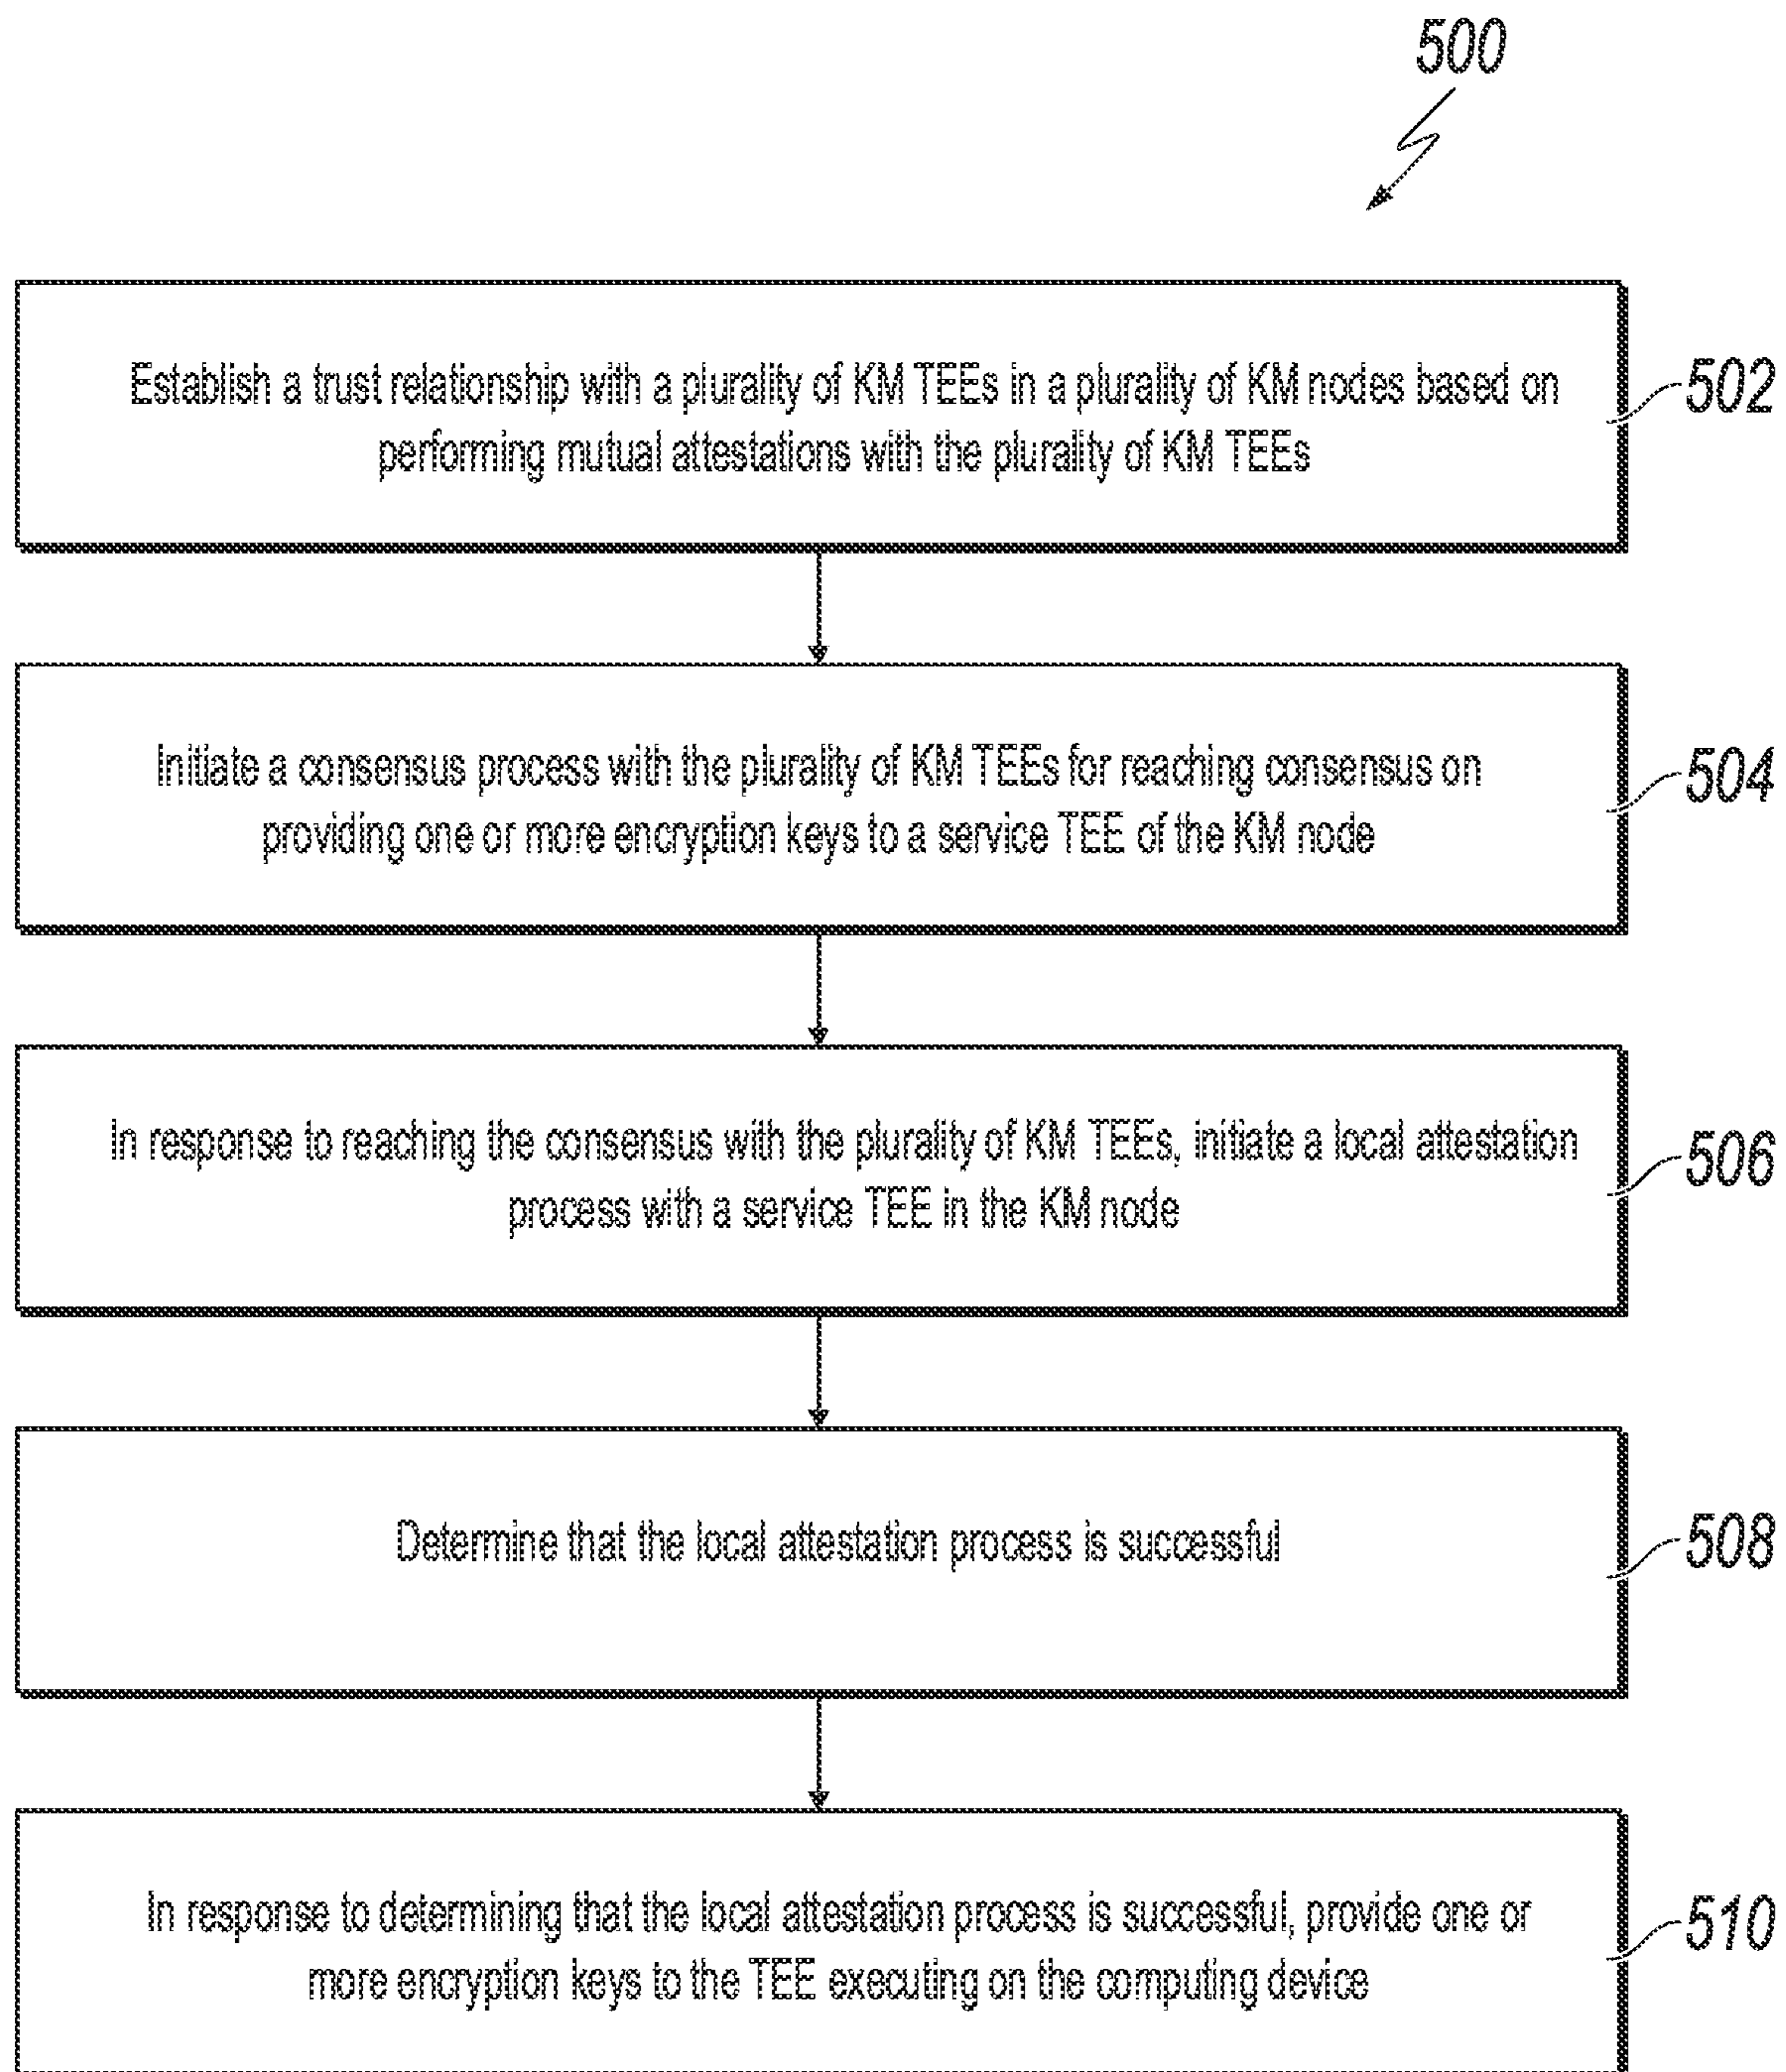 500
Establish a trust relationship with a plurality of KM TEEs in a plurality of KM nodes based on
performing mutual attestations with the plurality of KM TEEs
502
Initiate a consensus process with the plurality of KM TEEs for reaching consensus on
providing one or more encryption keys to a service TEE of the KM node
504
In response to reaching the consensus with the plurality of KM TEEs, initiate a local attestation
process with a service TEE in the KM node
506
Determine that the local attestation process is successful
508
In response to determining that the local attestation process is successful, provide one or
more encryption keys to the TEE executing on the computing device
510